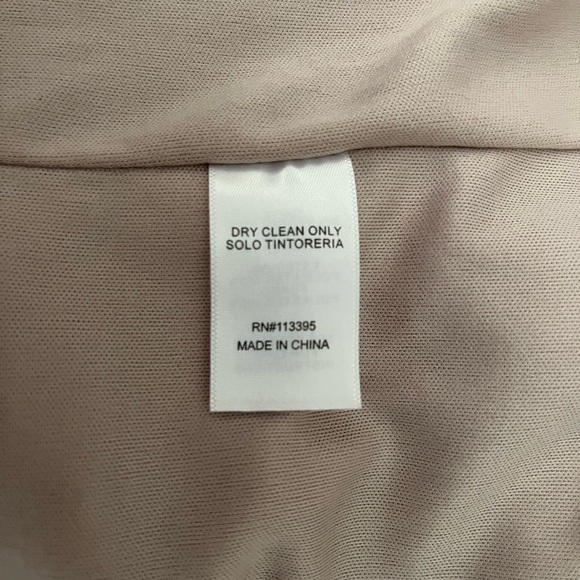 DRY CLEAN ONLY
SOLO TINTORERIA
RN#113395
MADE IN CHINA